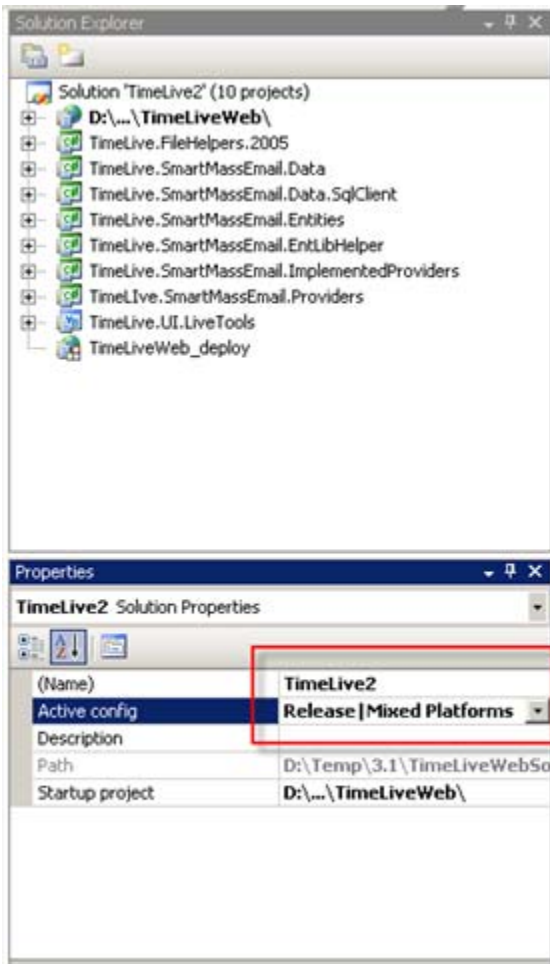 Solution Explorer
Solution 'TimeLive2' (10 projects)
D:\...\TimeLiveWeb\
TimeLive.FileHelpers.2005
TimeLive.SmartMassEmail.Data
TimeLive.SmartMassEmail.Data.SqlClient
TimeLive.SmartMassEmail.Entities
TimeLive.SmartMassEmail.EntLibHelper
TimeLive.SmartMassEmail.ImplementedProviders
TimeLIve.SmartMassEmail.Providers
TimeLive.UI.LiveTools
TimeLiveWeb_deploy
Properties
TimeLive2 Solution Properties
(Name) TimeLive2
Active config Release|Mixed Platforms
Description
Path D:\Temp\3.1\TimeLiveWebSo
Startup project D:\...\TimeLiveWeb\